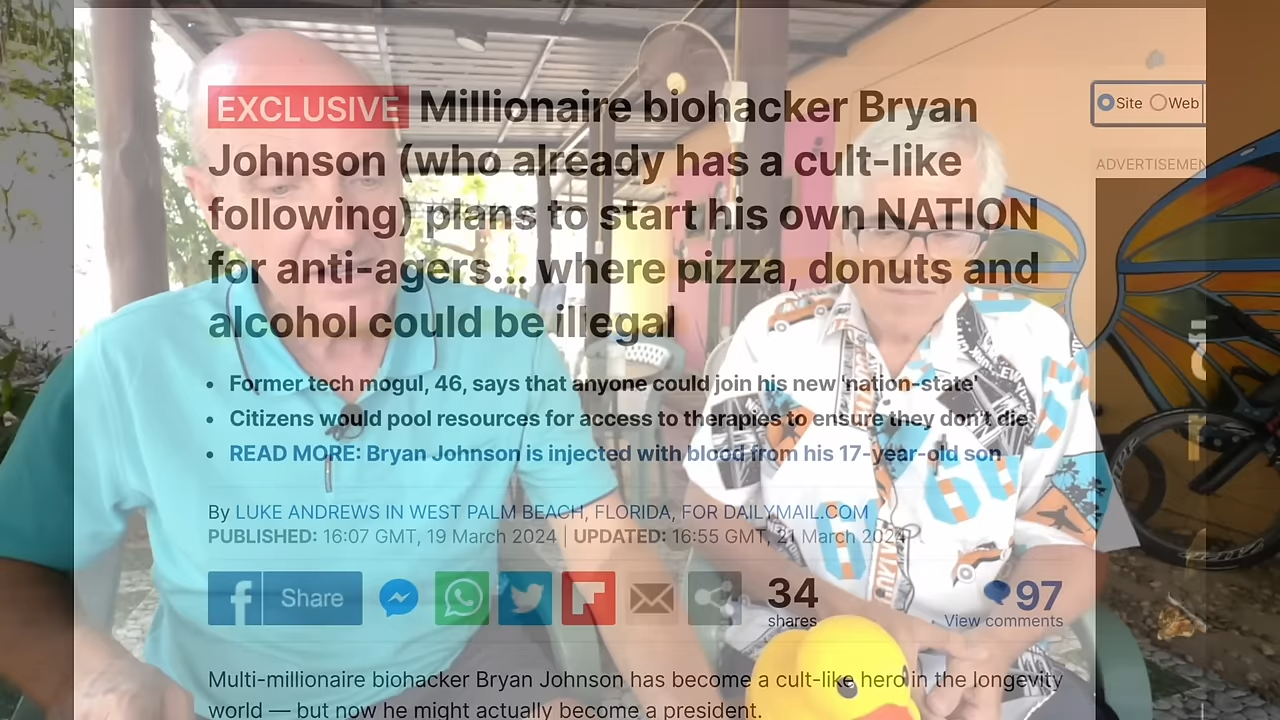 EXCLUSIVE Millionaire biohacker Bryan
Johnson (who already has a cult-like
following) plans to start his own NATION
for anti-agers... where pizza, donuts and
alcohol could be illegal
Site Web
ADVERTISEMEN
• Former tech mogul, 46, says that anyone could join his new 'nation-state'
• Citizens would pool resources for access to therapies to ensure they don't die
• READ MORE: Bryan Johnson is injected with blood from his 17-year-old son
By LUKE ANDREWS IN WEST PALM BEACH, FLORIDA, FOR DAILYMAIL.COM
PUBLISHED: 16:07 GMT, 19 March 2024 | UPDATED: 16:55 GMT, 21 March 2024
Share
34
shares
97
View comments
Multi-millionaire biohacker Bryan Johnson has become a cult-like hero in the longevity
world — but now he might actually become a president.